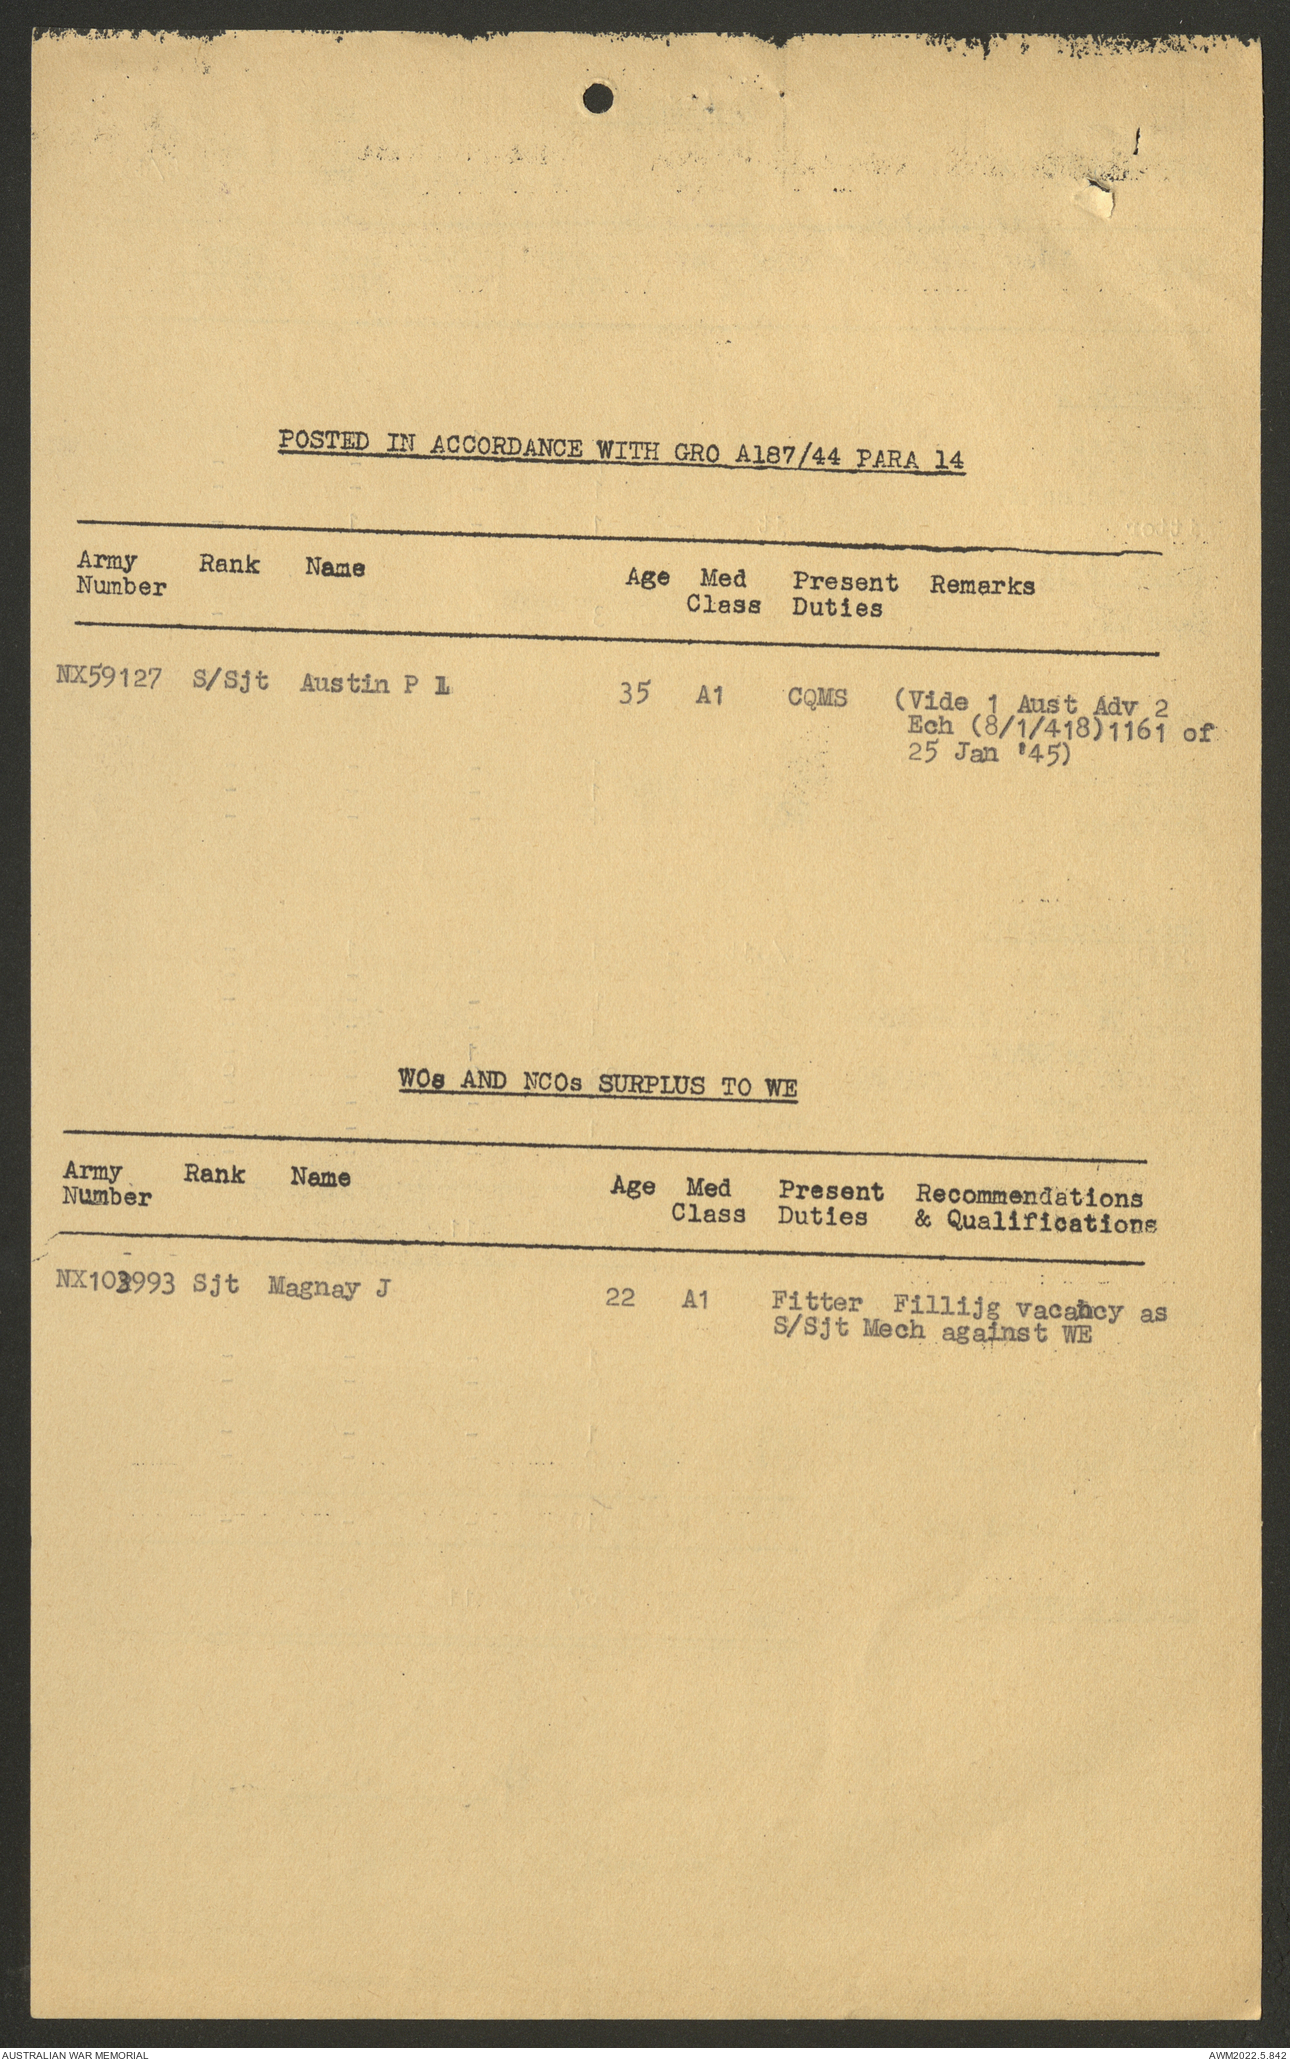 POSTED IN ACCORDANCE WITH GRO A187/44 PARA 14
Army Rank Name Age Med Present Remarks
Number Class Duties
NX59127 S/Sjt Austin P L 35 A1 CQMS (Vide 1 Aust Adv 2
Ech (8/1/418)1161 of
25 Jan '45)
WOs AND NCOs SURPLUS TO WE
Army Rank Name Age Med Present Recommendations
Number Class Duties & Qualifications
NX103993 Sjt Magnay J 22 A1 Fitter Fillijg vacancy as
S/Sjt Mech against WE
AUSTRALIAN WAR MEMORIAL
AWM2022.5.842